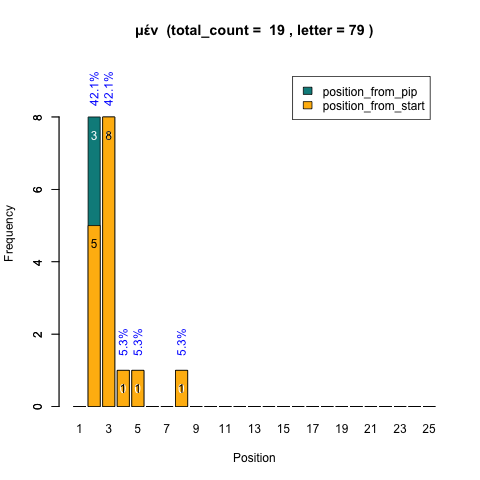 μέν (total_count = 19 , letter = 79 )
position_from_pip
position_from_start
42.1%
42.1%
5.3%
5.3%
5.3%
3
8
5
1
1
1
Frequency
0
2
4
6
8
1 3 5 7 9 11 13 15 17 19 21 23 25
Position